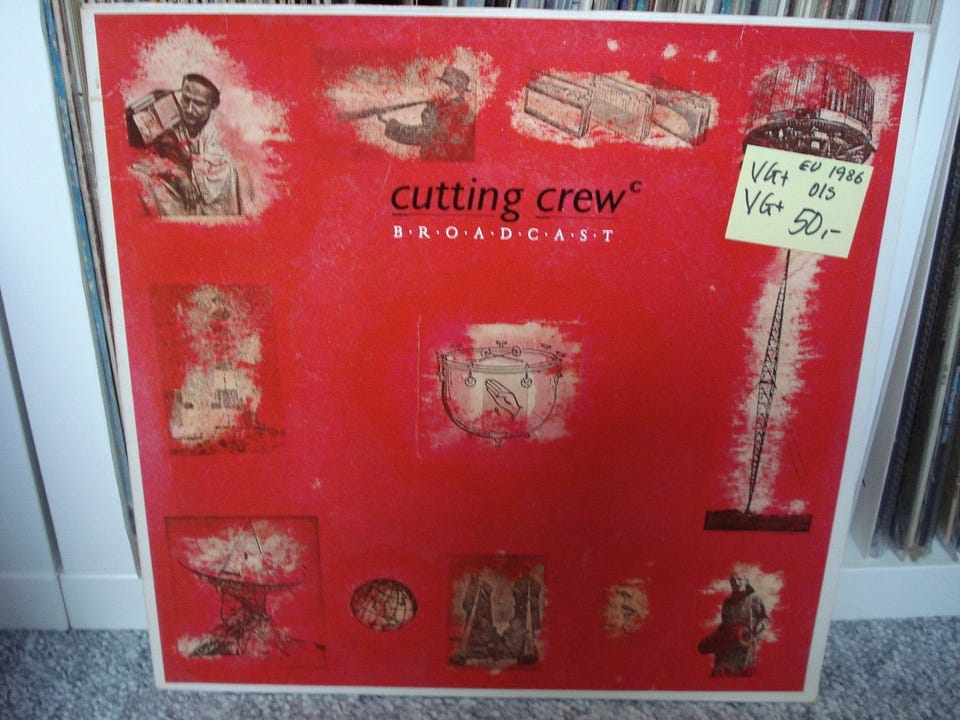 cutting crew c
B·R·O·A·D·C·A·S·T
VG+ EU 1986
VG+ OIS
50,-